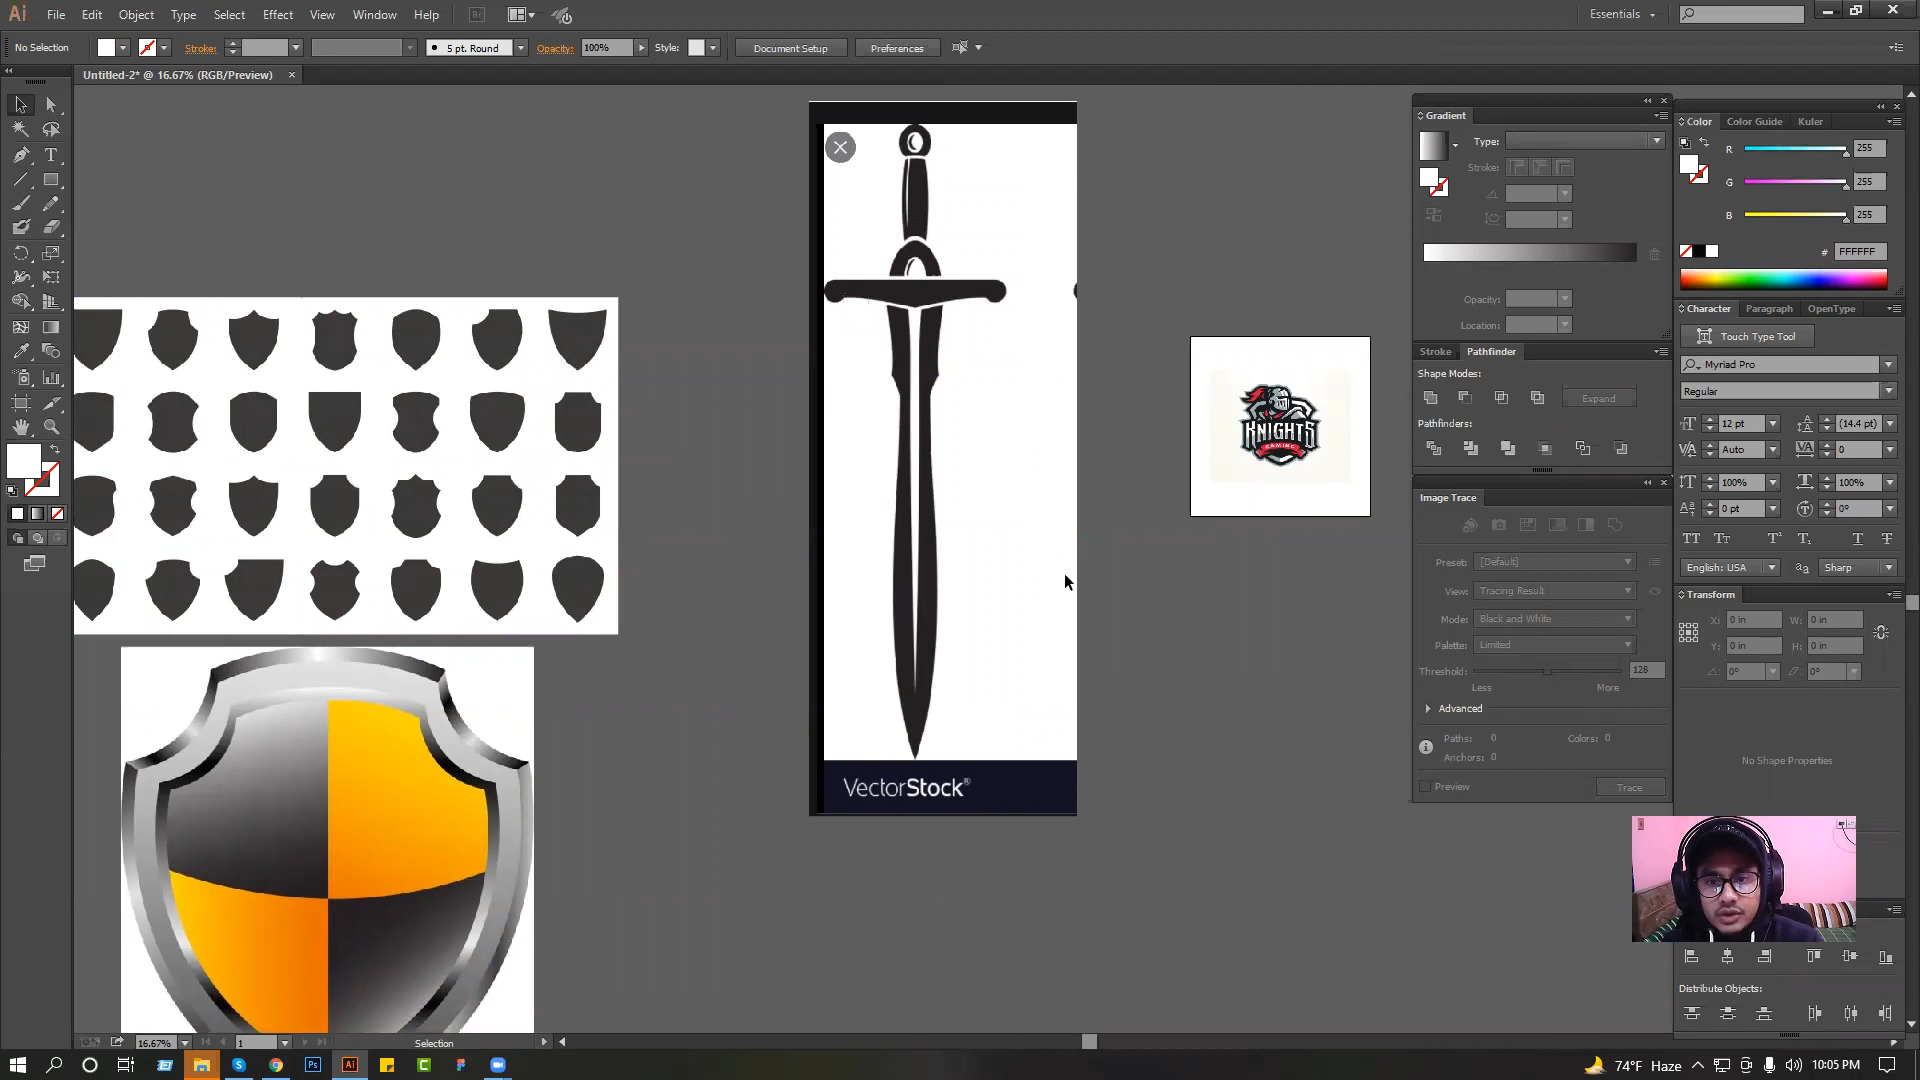 Ai File Edit Object Type Select Effect View Window Help Br Essentials
No Selection Stroke: 5 pt. Round Opacity: 100% Style: Document Setup Preferences
Untitled-2* @ 16.67% (RGB/Preview)
VectorStock®
KNIGHTS
GAMING
Gradient
Type:
Stroke:
Opacity:
Location:
Stroke Pathfinder
Shape Modes:
Expand
Pathfinders:
Image Trace
Preset: [Default]
View: Tracing Result
Mode: Black and White
Palette: Limited
Threshold: 128
Less More
Advanced
Paths: 0 Colors: 0
Anchors: 0
Preview Trace
Color Color Guide Kuler
R 255
G 255
B 255
# FFFFFF
Character Paragraph OpenType
Touch Type Tool
Myriad Pro
Regular
12 pt (14.4 pt)
Auto 0
100% 100%
0 pt 0°
English: USA Sharp
Transform
X: 0 in W: 0 in
Y: 0 in H: 0 in
0° 0°
No Shape Properties
Distribute Objects:
16.67% 1 Selection
74°F Haze 10:05 PM